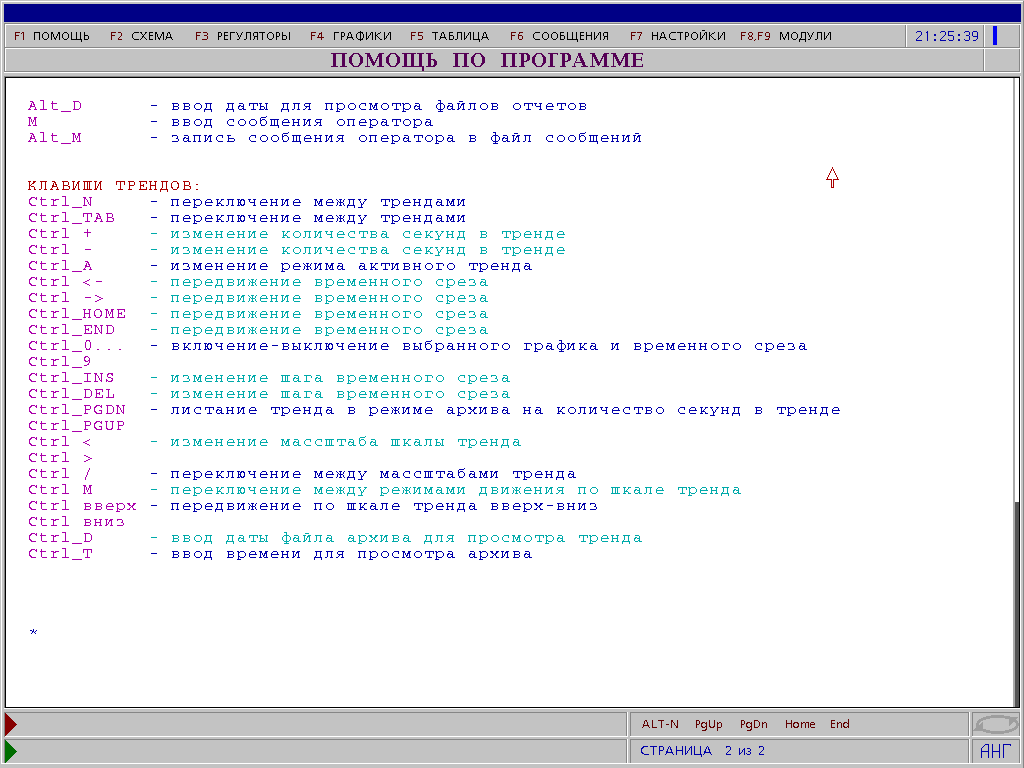 F1 ПОМОЩЬ F2 СХЕМА F3 РЕГУЛЯТОРЫ F4 ГРАФИКИ F5 ТАБЛИЦА F6 СООБЩЕНИЯ F7 НАСТРОЙКИ F8,F9 МОДУЛИ 21:25:39
ПОМОЩЬ ПО ПРОГРАММЕ
Alt_D - ввод даты для просмотра файлов отчетов
M - ввод сообщения оператора
Alt_M - запись сообщения оператора в файл сообщений
КЛАВИШИ ТРЕНДОВ:
Ctrl_N - переключение между трендами
Ctrl_TAB - переключение между трендами
Ctrl + - изменение количества секунд в тренде
Ctrl - - изменение количества секунд в тренде
Ctrl_A - изменение режима активного тренда
Ctrl <- - передвижение временного среза
Ctrl -> - передвижение временного среза
Ctrl_HOME - передвижение временного среза
Ctrl_END - передвижение временного среза
Ctrl_0... - включение-выключение выбранного графика и временного среза
Ctrl_9
Ctrl_INS - изменение шага временного среза
Ctrl_DEL - изменение шага временного среза
Ctrl_PGDN - листание тренда в режиме архива на количество секунд в тренде
Ctrl_PGUP
Ctrl < - изменение массштаба шкалы тренда
Ctrl >
Ctrl / - переключение между массштабами тренда
Ctrl M - переключение между режимами движения по шкале тренда
Ctrl вверх - передвижение по шкале тренда вверх-вниз
Ctrl вниз
Ctrl_D - ввод даты файла архива для просмотра тренда
Ctrl_T - ввод времени для просмотра архива
*
ALT-N PgUp PgDn Home End
СТРАНИЦА 2 из 2 АНГ